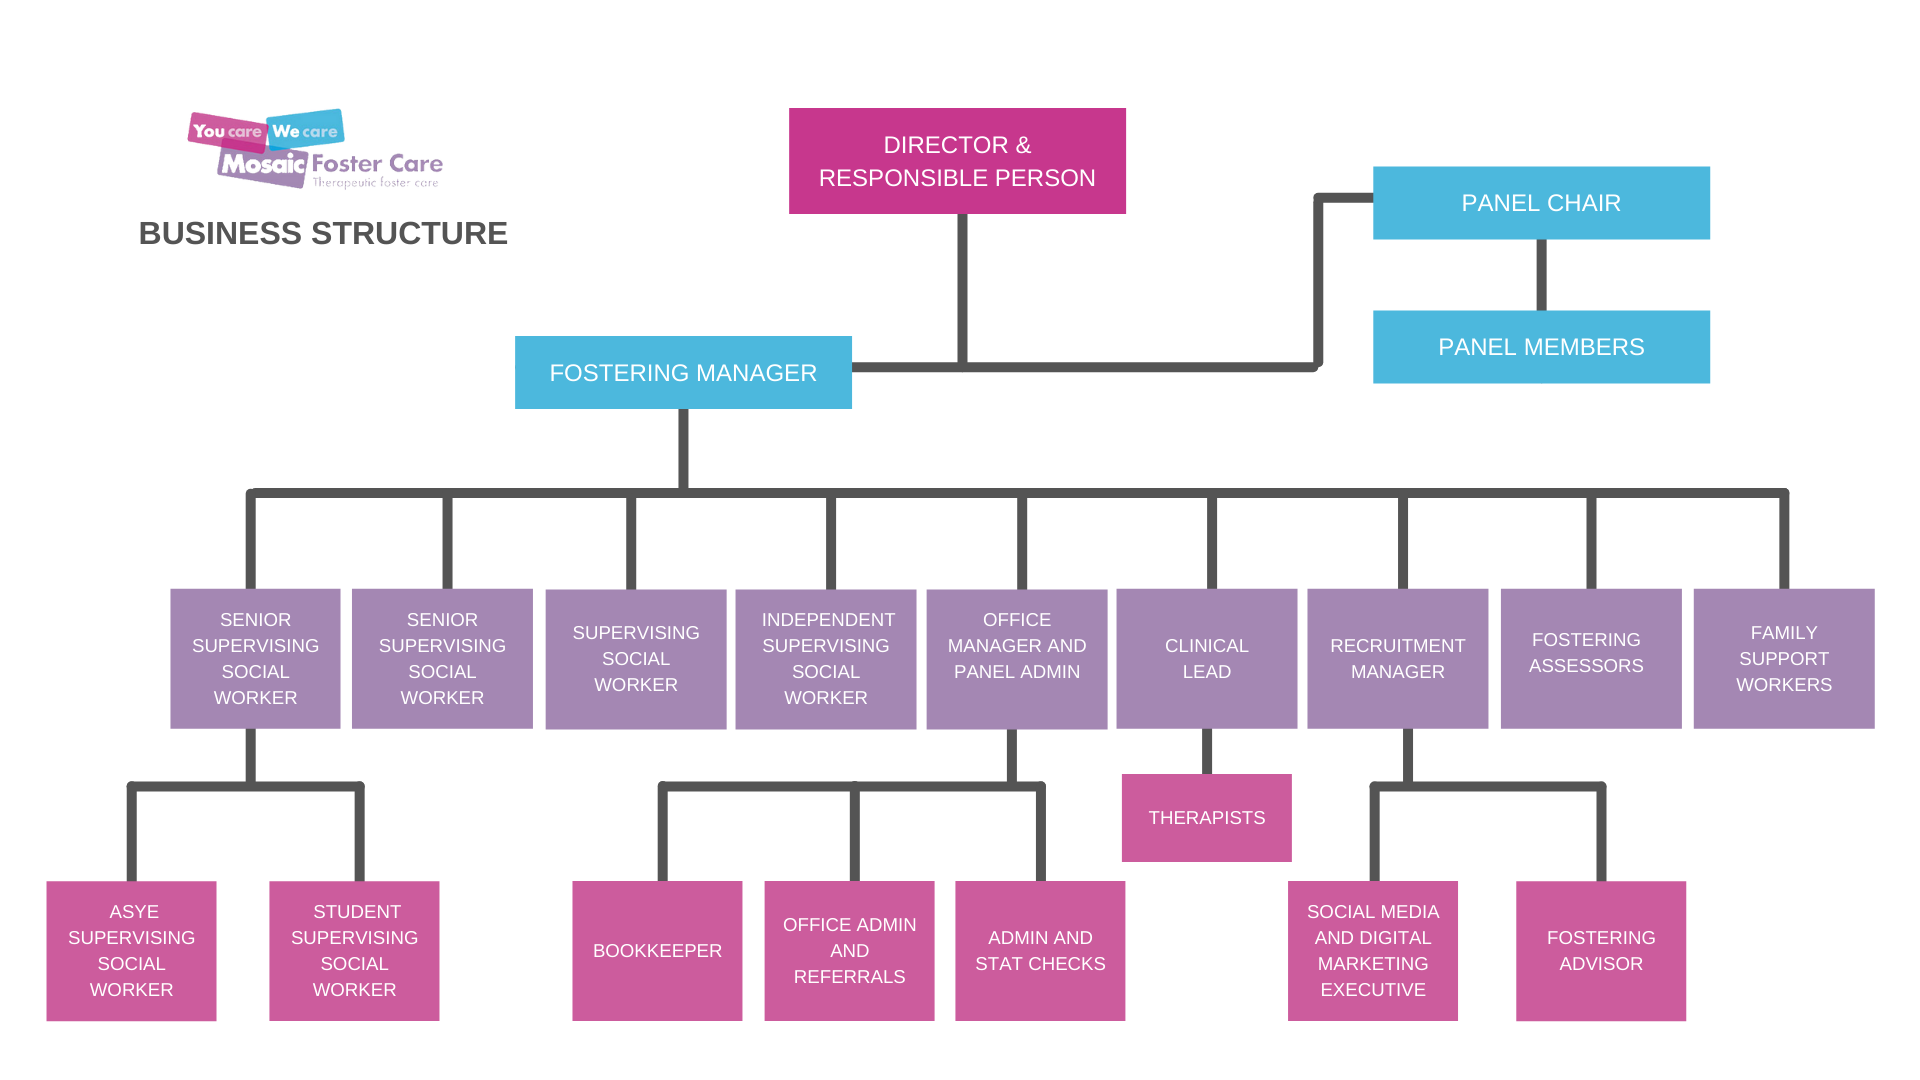 You care We care
Mosaic Foster Care
Therapeutic foster care
BUSINESS STRUCTURE
DIRECTOR &
RESPONSIBLE PERSON
PANEL CHAIR
PANEL MEMBERS
FOSTERING MANAGER
SENIOR
SUPERVISING
SOCIAL
WORKER
SENIOR
SUPERVISING
SOCIAL
WORKER
SUPERVISING
SOCIAL
WORKER
INDEPENDENT
SUPERVISING
SOCIAL
WORKER
OFFICE
MANAGER AND
PANEL ADMIN
CLINICAL
LEAD
RECRUITMENT
MANAGER
FOSTERING
ASSESSORS
FAMILY
SUPPORT
WORKERS
THERAPISTS
ASYE
SUPERVISING
SOCIAL
WORKER
STUDENT
SUPERVISING
SOCIAL
WORKER
BOOKKEEPER
OFFICE ADMIN
AND
REFERRALS
ADMIN AND
STAT CHECKS
SOCIAL MEDIA
AND DIGITAL
MARKETING
EXECUTIVE
FOSTERING
ADVISOR